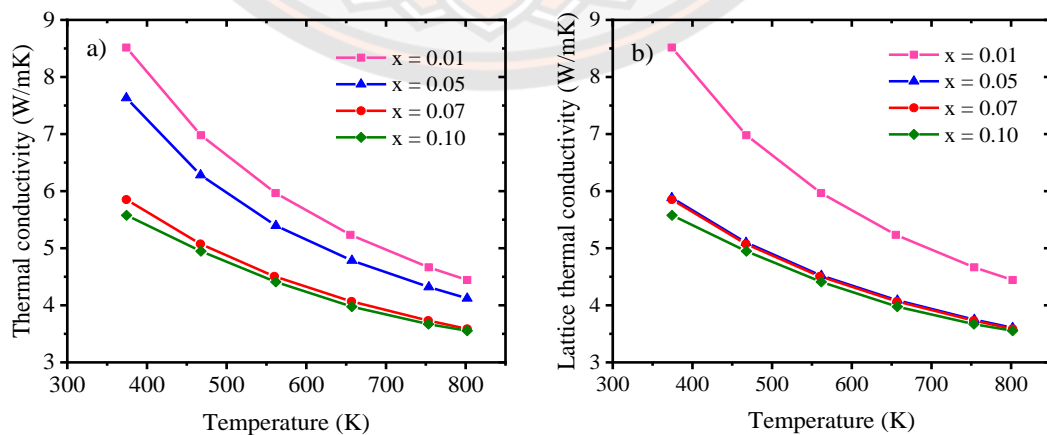 a)
x = 0.01
x = 0.05
x = 0.07
x = 0.10
Thermal conductivity (W/mK)
9
8
7
6
5
4
3
300 400 500 600 700 800
Temperature (K)
b)
x = 0.01
x = 0.05
x = 0.07
x = 0.10
Lattice thermal conductivity (W/mK)
9
8
7
6
5
4
3
300 400 500 600 700 800
Temperature (K)